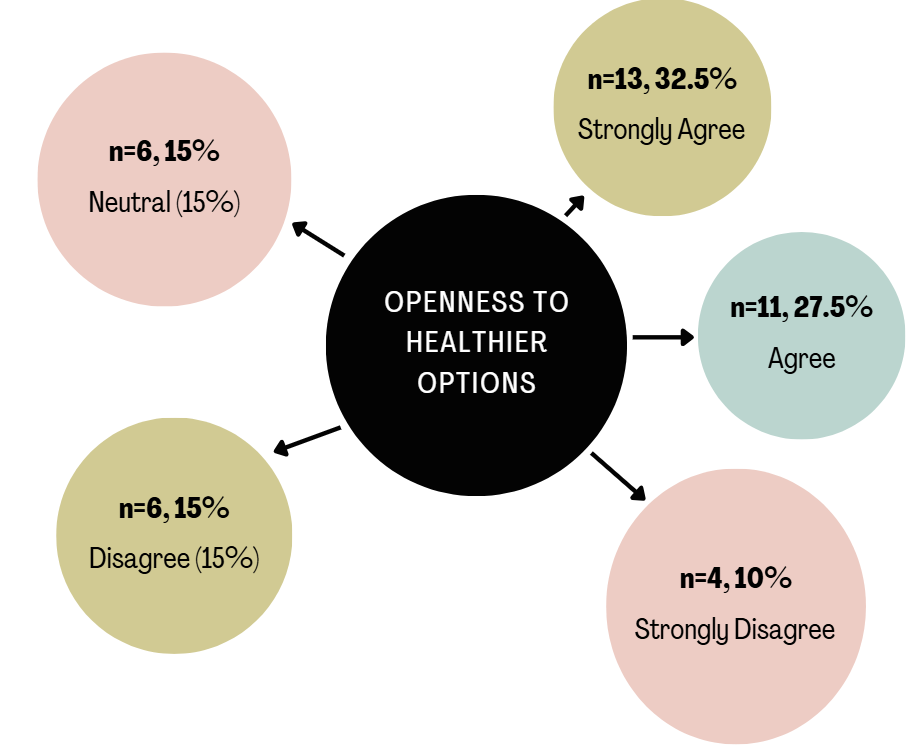 n=13, 32.5%
Strongly Agree
n=6, 15%
Neutral (15%)
OPENNESS TO
HEALTHIER
OPTIONS
n=11, 27.5%
Agree
n=6, 15%
Disagree (15%)
n=4, 10%
Strongly Disagree